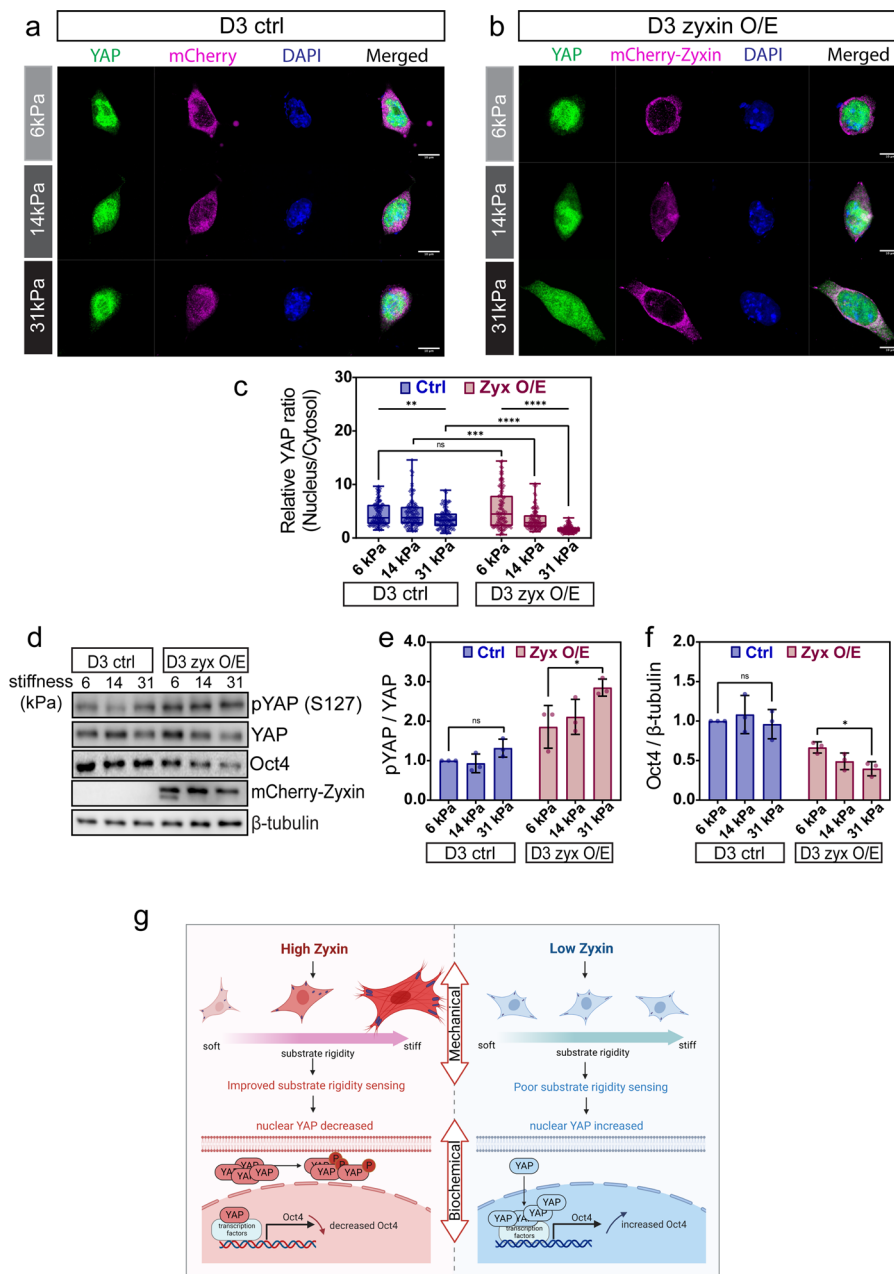 a
D3 ctrl
YAP mCherry DAPI Merged
6kPa
14kPa
31kPa
b
D3 zyxin O/E
YAP mCherry-Zyxin DAPI Merged
6kPa
14kPa
31kPa
c
Relative YAP ratio
(Nucleus/Cytosol)
30
20
10
0
Ctrl Zyx O/E
** ****
****
***
ns
6 kPa 14 kPa 31 kPa 6 kPa 14 kPa 31 kPa
D3 ctrl D3 zyx O/E
d
D3 ctrl D3 zyx O/E
stiffness 6 14 31 6 14 31
(kPa)
pYAP (S127)
YAP
Oct4
mCherry-Zyxin
β-tubulin
e
pYAP / YAP
4.0
3.0
2.0
1.0
0.0
Ctrl Zyx O/E
ns *
6 kPa 14 kPa 31 kPa 6 kPa 14 kPa 31 kPa
D3 ctrl D3 zyx O/E
f
Oct4 / β-tubulin
2.0
1.5
1.0
0.5
0.0
Ctrl Zyx O/E
ns *
6 kPa 14 kPa 31 kPa 6 kPa 14 kPa 31 kPa
D3 ctrl D3 zyx O/E
g
High Zyxin
soft substrate rigidity stiff
Improved substrate rigidity sensing
nuclear YAP decreased
YAP YAP P
YAP YAP YAP P YAP P
YAP
transcription
factors
Oct4
decreased Oct4
Mechanical
Biochemical
Low Zyxin
soft substrate rigidity stiff
Poor substrate rigidity sensing
nuclear YAP increased
YAP
YAP YAP YAP YAP
transcription
factors
Oct4
increased Oct4